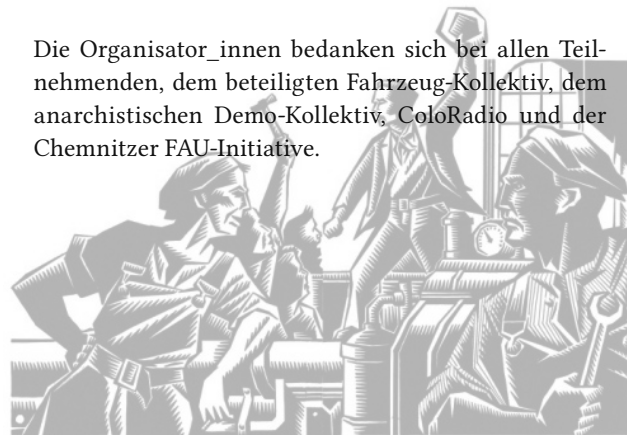 Die Organisator_innen bedanken sich bei allen Teil-
nehmenden, dem beteiligten Fahrzeug-Kollektiv, dem
anarchistischen Demo-Kollektiv, ColoRadio und der
Chemnitzer FAU-Initiative.